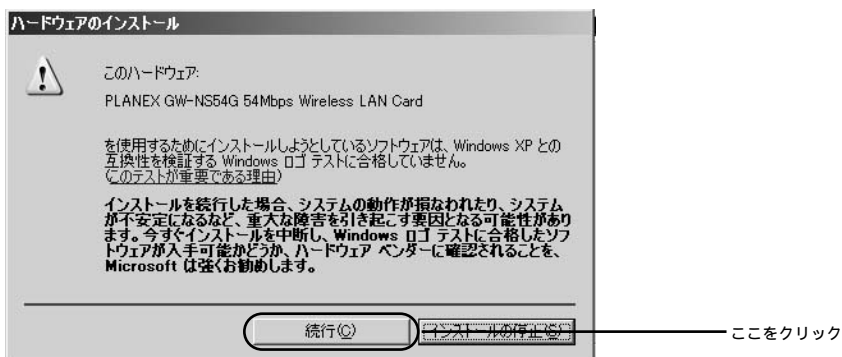 ハードウェアのインストール
このハードウェア:
PLANEX GW-NS54G 54Mbps Wireless LAN Card
を使用するためにインストールしようとしているソフトウェアは、Windows XP との
互換性を検証する Windows ロゴ テストに合格していません。
(このテストが重要である理由)
インストールを続行した場合、システムの動作が損なわれたり、システム
が不安定になるなど、重大な障害を引き起こす要因となる可能性があり
ます。今すぐインストールを中断し、Windows ロゴ テストに合格したソフ
トウェアが入手可能かどうか、ハードウェア ベンダーに確認されることを、
Microsoft は強くお勧めします。
続行(C)
インストールの停止(S)
ここをクリック